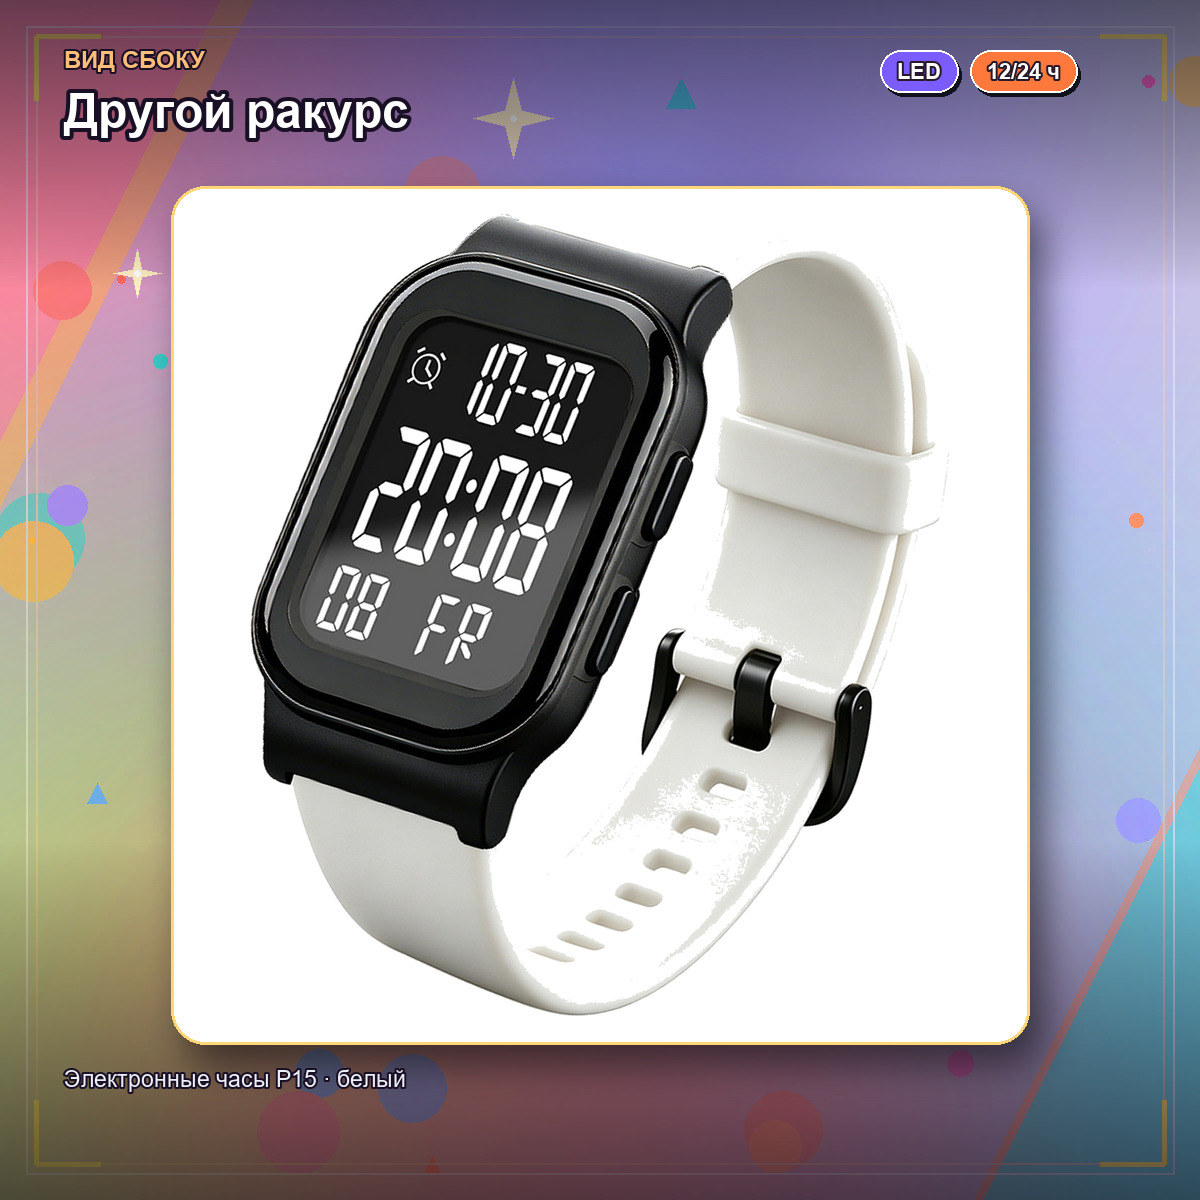 ВИД СБОКУ
Другой ракурс
LED
12/24 ч
10-30
20:08
08 FR
Электронные часы P15 · белый